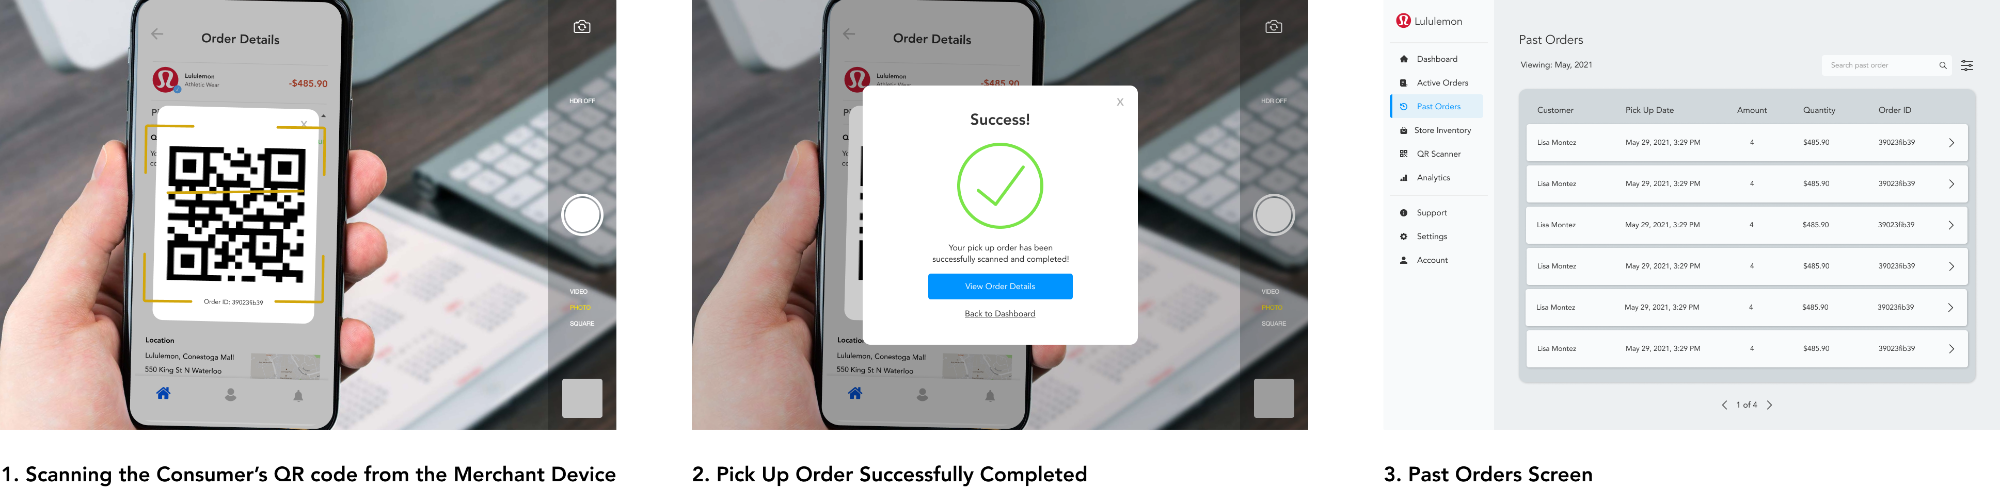 Order Details
Lululemon
Athletic Wear
-$485.90
X
Order ID: 39023fib39
Location
Lululemon, Conestoga Mall
550 King St N Waterloo
HDR OFF
VIDEO
PHOTO
SQUARE
1. Scanning the Consumer's QR code from the Merchant Device
Order Details
Lululemon
Athletic Wear
-$485.90
X
Success!
Your pick up order has been
successfully scanned and completed!
View Order Details
Back to Dashboard
Location
Lululemon, Conestoga Mall
550 King St N Waterloo
HDR OFF
VIDEO
PHOTO
SQUARE
2. Pick Up Order Successfully Completed
Lululemon
Dashboard
Active Orders
Past Orders
Store Inventory
QR Scanner
Analytics
Support
Settings
Account
Past Orders
Viewing: May, 2021
Search past order
Customer Pick Up Date Amount Quantity Order ID
Lisa Montez May 29, 2021, 3:29 PM 4 $485.90 39023fib39
Lisa Montez May 29, 2021, 3:29 PM 4 $485.90 39023fib39
Lisa Montez May 29, 2021, 3:29 PM 4 $485.90 39023fib39
Lisa Montez May 29, 2021, 3:29 PM 4 $485.90 39023fib39
Lisa Montez May 29, 2021, 3:29 PM 4 $485.90 39023fib39
Lisa Montez May 29, 2021, 3:29 PM 4 $485.90 39023fib39
1 of 4
3. Past Orders Screen